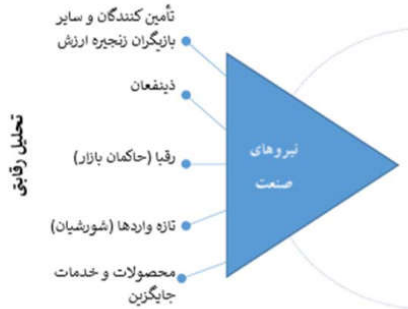 تأمین کنندگان و سایر
بازیگران زنجیره ارزش
ذینفعان
رقبا (حاکمان بازار)
تازه واردها (شورشیان)
محصولات و خدمات
جایگزین
نیروهای
صنعت
تحلیل رقابتی